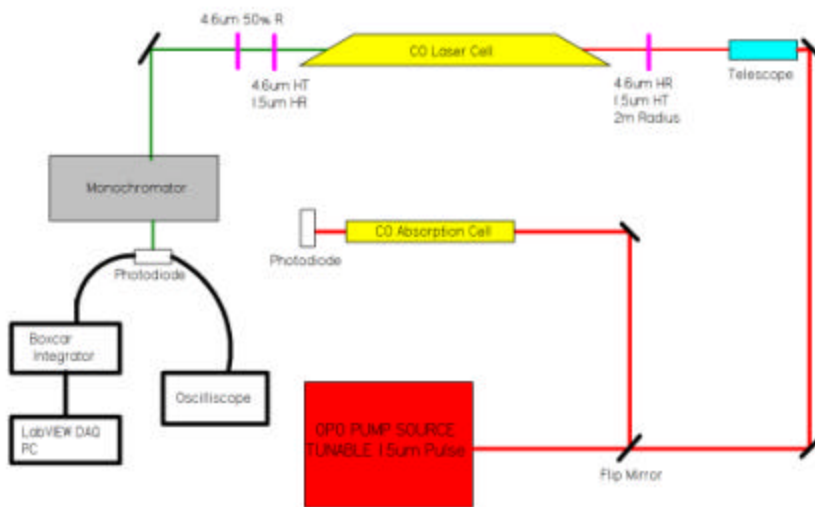 4.6um 50% R
CO Laser Cell
4.6um HT
1.5um HR
4.6um HR
1.5um HT
2m Radius
Telescope
Monochromator
CO Absorption Cell
Photodiode
Photodiode
Boxcar
Integrator
Oscilliscope
LabVIEW DAQ
PC
OPO PUMP SOURCE
TUNABLE 1.5um Pulse
Flip Mirror